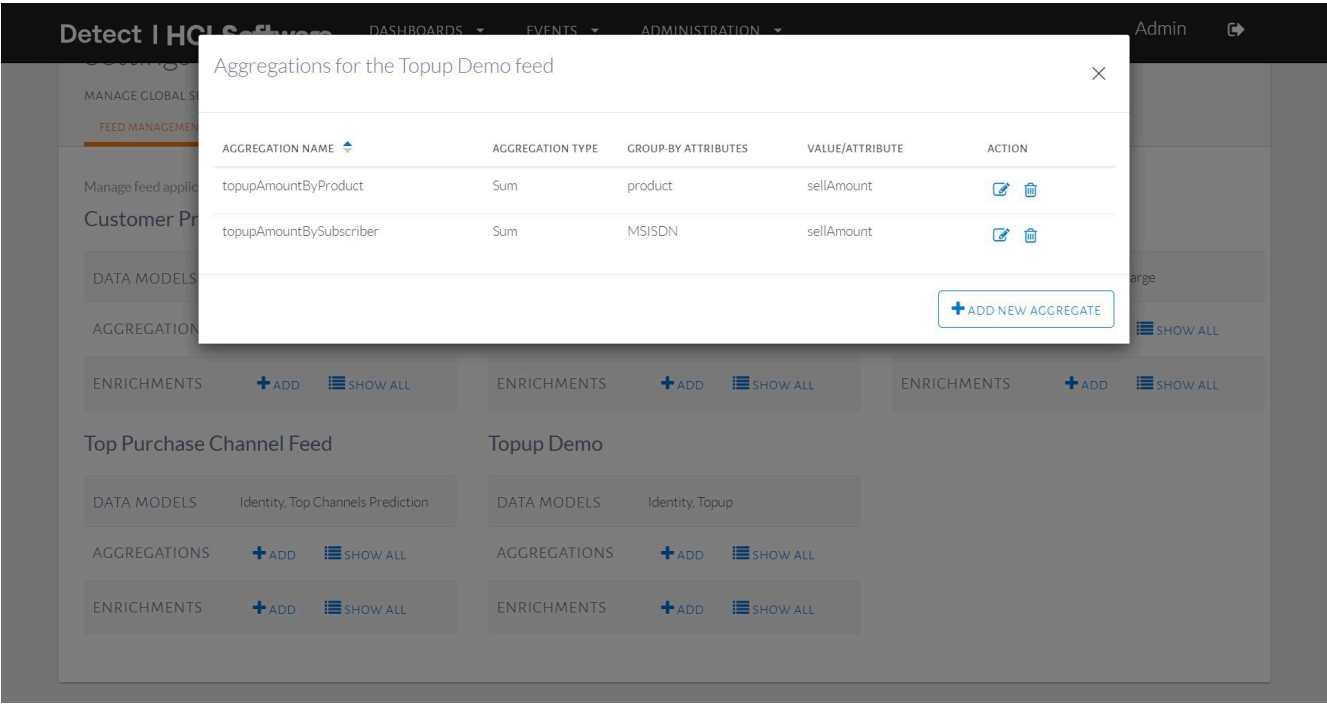 Detect | HCLSoftware DASHBOARDS EVENTS ADMINISTRATION Admin
Settings
Aggregations for the Topup Demo feed
MANAGE GLOBAL
FEED MANAGEMEN
AGGREGATION NAME AGGREGATION TYPE GROUP-BY ATTRIBUTES VALUE/ATTRIBUTE ACTION
topupAmountByProduct Sum product sellAmount
Manage feed applic
topupAmountBySubscriber Sum MSISDN sellAmount
Customer Pr
DATA MODELS arge
ADD NEW AGGREGATE
AGGREGATION SHOW ALL
ENRICHMENTS ADD SHOW ALL ENRICHMENTS ADD SHOW ALL ENRICHMENTS ADD SHOW ALL
Top Purchase Channel Feed Topup Demo
DATA MODELS Identity, Top Channels Prediction DATA MODELS Identity, Topup
AGGREGATIONS ADD SHOW ALL AGGREGATIONS ADD SHOW ALL
ENRICHMENTS ADD SHOW ALL ENRICHMENTS ADD SHOW ALL